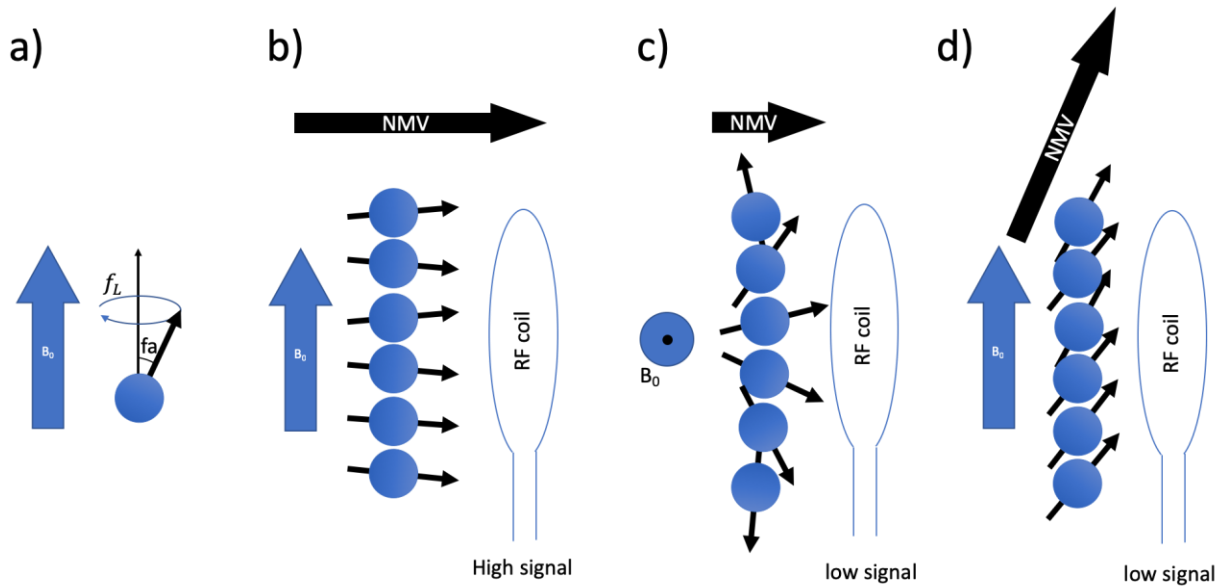 a)
b)
c)
d)
NMV
NMV
NMV
f_L
fa
B₀
B₀
B₀
B₀
RF coil
RF coil
RF coil
High signal
low signal
low signal